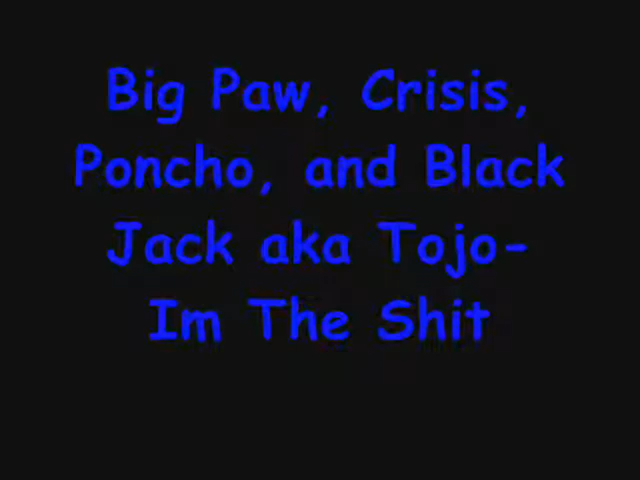 Big Paw, Crisis,
Poncho, and Black
Jack aka Tojo-
Im The Shit